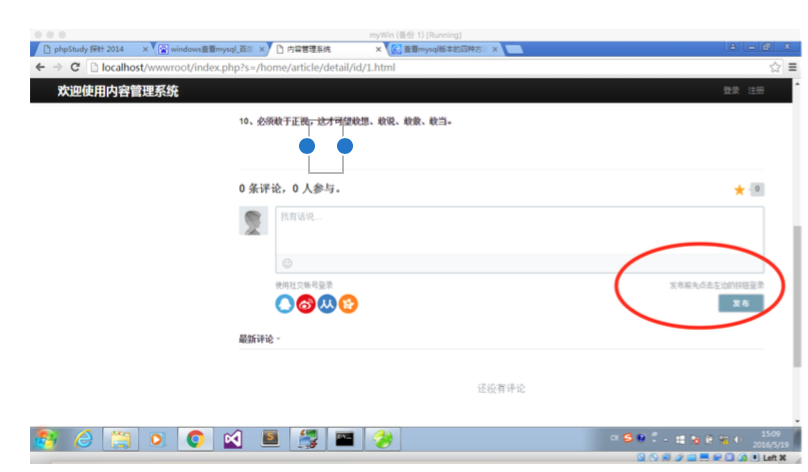 myWin (备份 1) [Running]
phpStudy 探针 2014
windows查看mysql_百
内容管理系统
查看mysql版本的四种方
localhost/wwwroot/index.php?s=/home/article/detail/id/1.html
欢迎使用内容管理系统
登录 注册
10、必须敢于正视，这才可望敢想、敢说、敢做、敢当。
0 条评论，0 人参与。
0
我有话说...
使用社交帐号登录
发布前先点击左边的按钮登录
发布
最新评论
还没有评论
CH
15:09
2016/5/19
Left ⌘